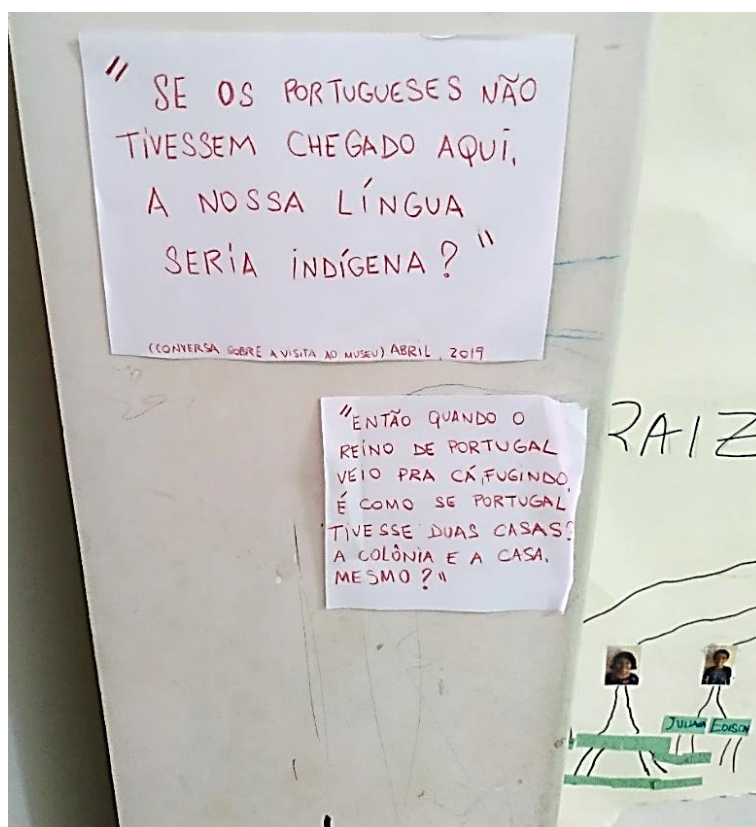 " SE OS PORTUGUESES NÃO
TIVESSEM CHEGADO AQUI,
A NOSSA LÍNGUA
SERIA INDÍGENA? "
(CONVERSA SOBRE A VISITA AO MUSEU) ABRIL, 2019
"ENTÃO QUANDO O
REINO DE PORTUGAL
VEIO PRA CÁ, FUGINDO,
É COMO SE PORTUGAL
TIVESSE DUAS CASAS?
A COLÔNIA E A CASA.
MESMO? "
RAIZ
JULIANA EDISON